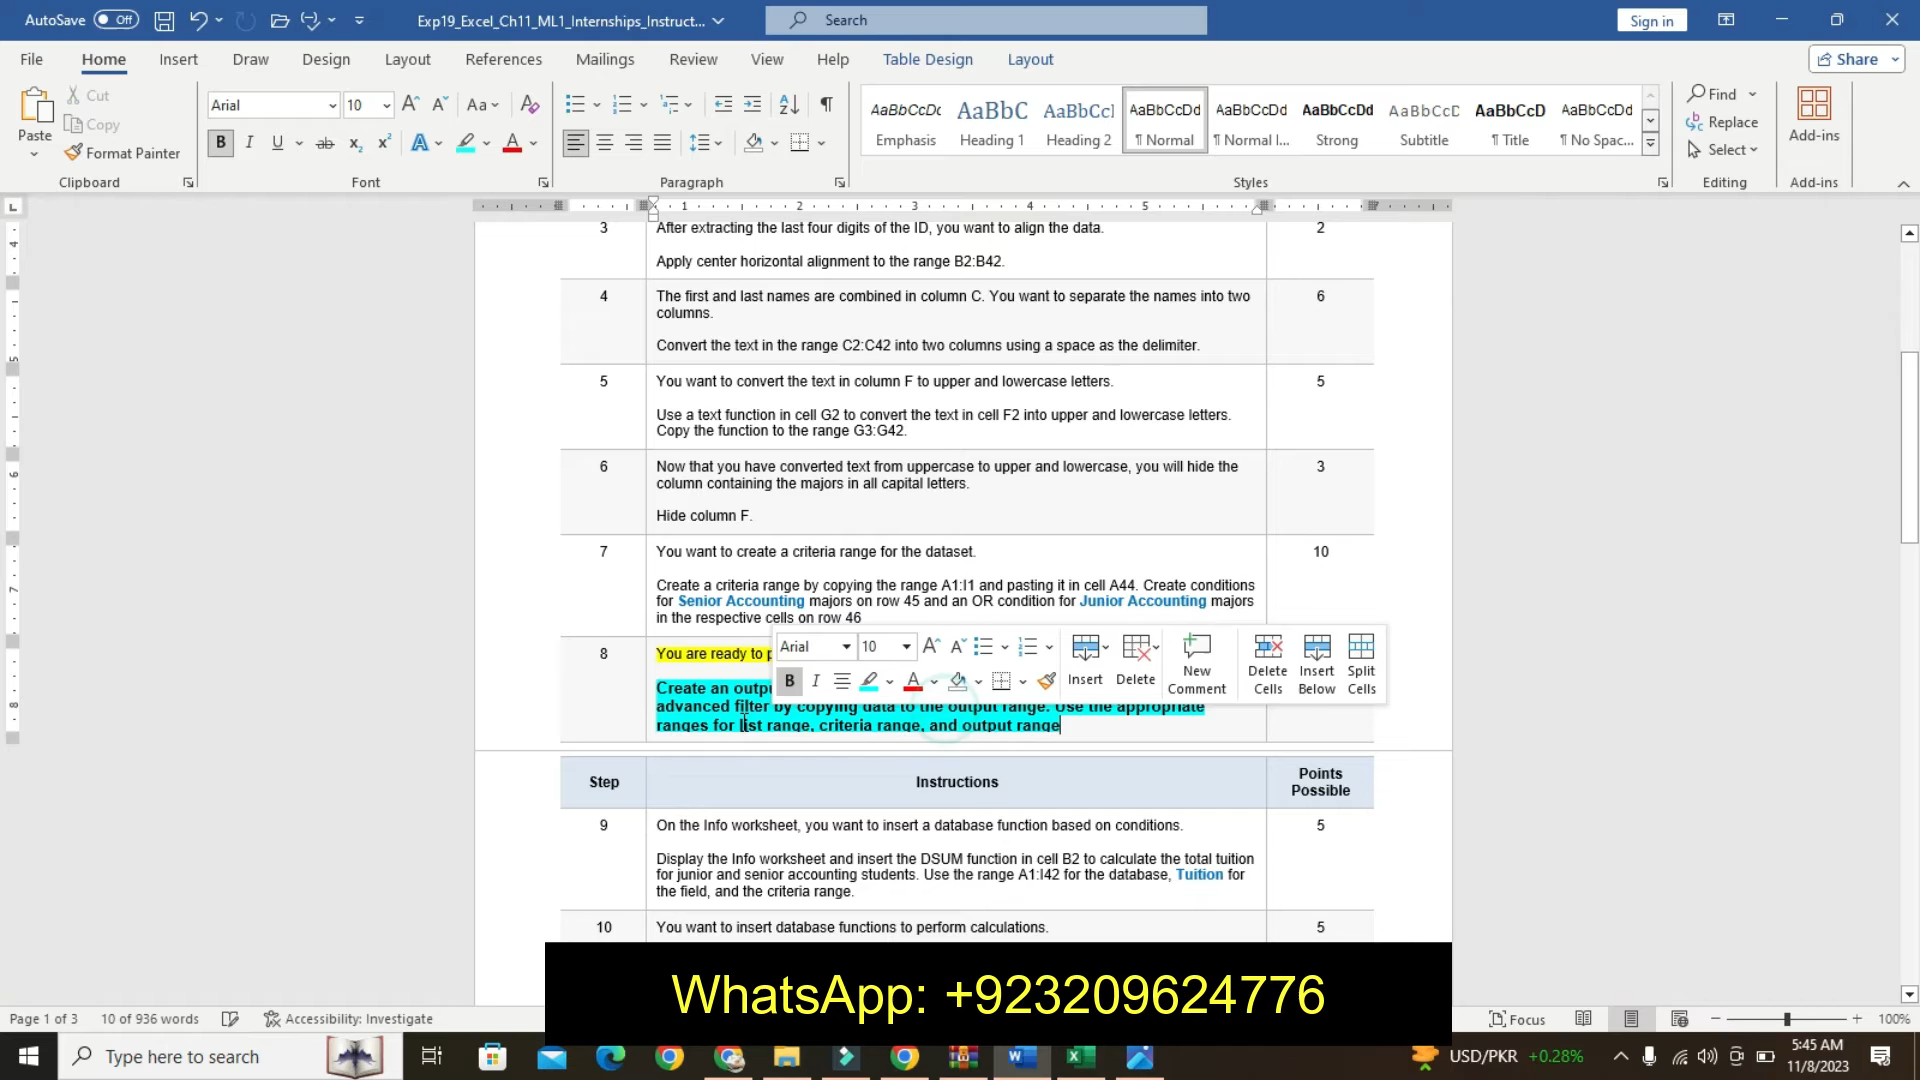 AutoSave Off Exp19_Excel_Ch11_ML1_Internships_Instruct... Search Sign in
File Home Insert Draw Design Layout References Mailings Review View Help Table Design Layout Share
Paste Cut Copy Format Painter Clipboard
Arial 10 Aa Font
Paragraph
AaBbCcDc Emphasis
AaBbC Heading 1
AaBbCcI Heading 2
AaBbCcDd ¶ Normal
AaBbCcDd ¶ Normal I...
AaBbCcDd Strong
AaBbCcD Subtitle
AaBbCcD ¶ Title
AaBbCcDd ¶ No Spac...
Styles
Find Replace Select Editing
Add-ins Add-ins
3 After extracting the last four digits of the ID, you want to align the data. 2
Apply center horizontal alignment to the range B2:B42.
4 The first and last names are combined in column C. You want to separate the names into two 6
columns.
Convert the text in the range C2:C42 into two columns using a space as the delimiter.
5 You want to convert the text in column F to upper and lowercase letters. 5
Use a text function in cell G2 to convert the text in cell F2 into upper and lowercase letters.
Copy the function to the range G3:G42.
6 Now that you have converted text from uppercase to upper and lowercase, you will hide the 3
column containing the majors in all capital letters.
Hide column F.
7 You want to create a criteria range for the dataset. 10
Create a criteria range by copying the range A1:I1 and pasting it in cell A44. Create conditions
for Senior Accounting majors on row 45 and an OR condition for Junior Accounting majors
in the respective cells on row 46
8 You are ready to p
Create an outpu
advanced filter by copying data to the output range. Use the appropriate
ranges for list range, criteria range, and output range
Arial 10 Insert Delete New Comment Delete Cells Insert Below Split Cells
Step Instructions Points Possible
9 On the Info worksheet, you want to insert a database function based on conditions. 5
Display the Info worksheet and insert the DSUM function in cell B2 to calculate the total tuition
for junior and senior accounting students. Use the range A1:I42 for the database, Tuition for
the field, and the criteria range.
10 You want to insert database functions to perform calculations. 5
WhatsApp: +923209624776
Page 1 of 3 10 of 936 words Accessibility: Investigate Focus 100%
Type here to search USD/PKR +0.28% 5:45 AM
11/8/2023